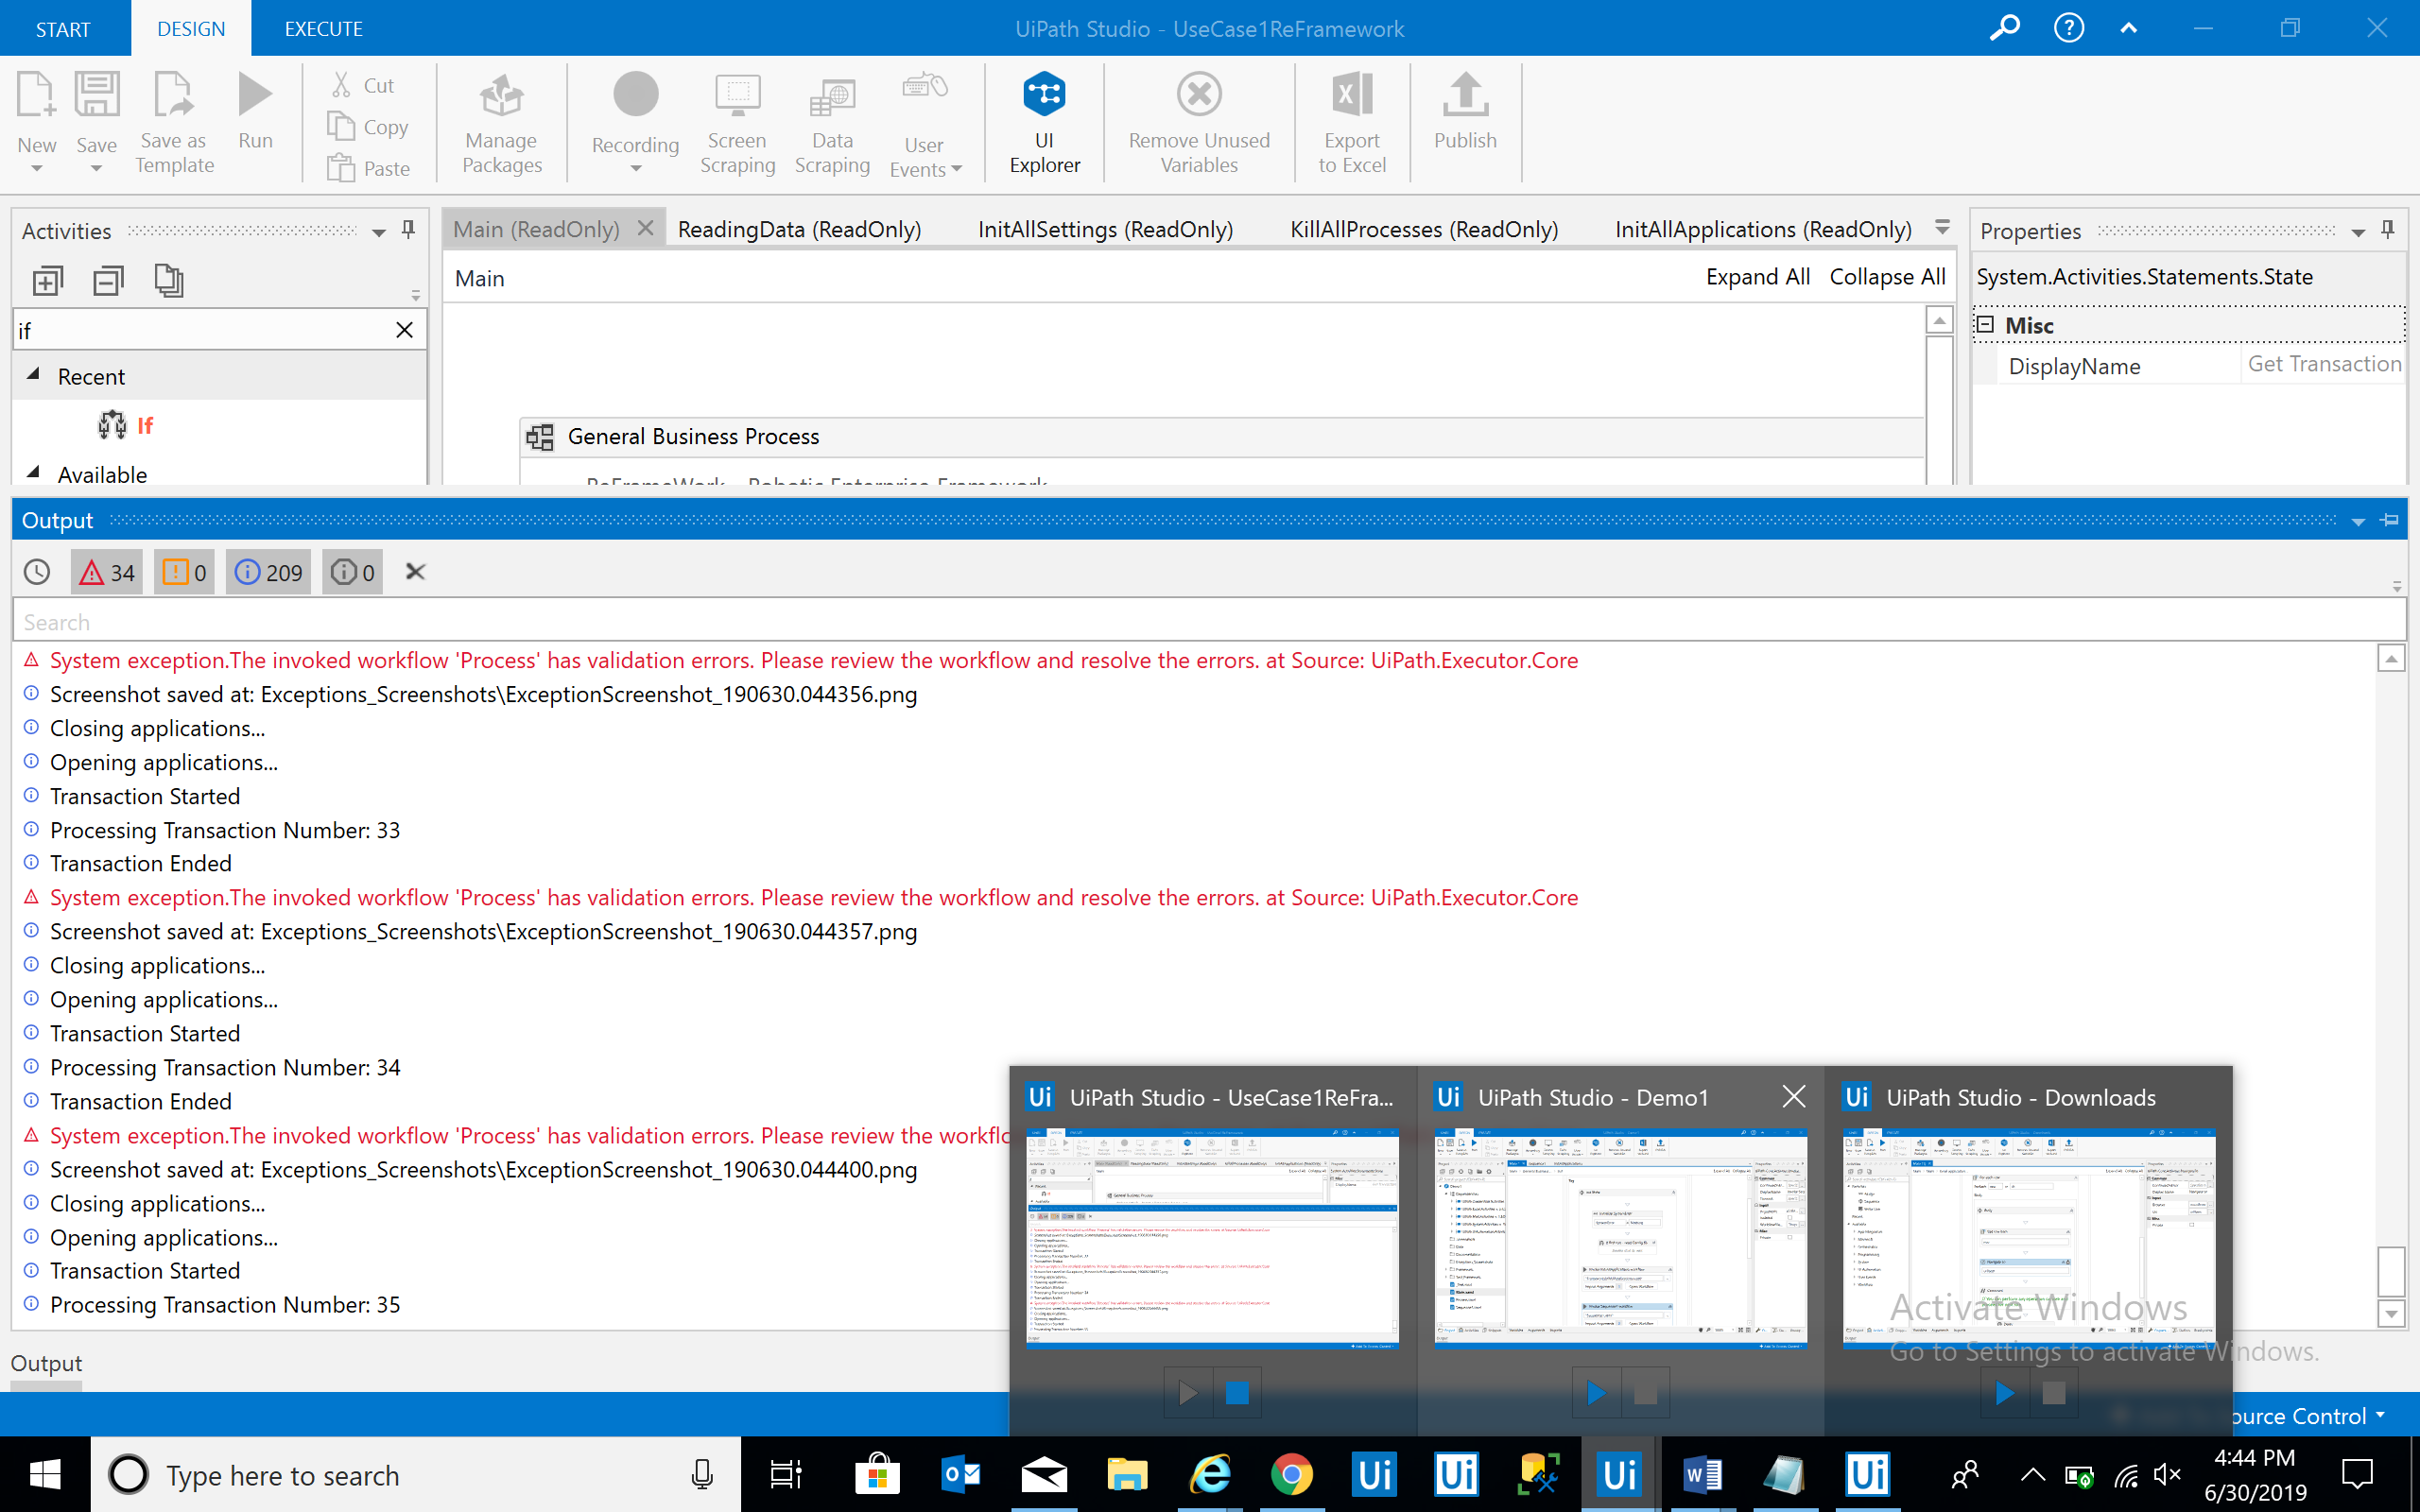 START
DESIGN
EXECUTE
UiPath Studio - UseCase1ReFramework
New
Save
Save as Template
Run
Cut
Copy
Paste
Manage Packages
Recording
Screen Scraping
Data Scraping
User Events
UI Explorer
Remove Unused Variables
Export to Excel
Publish
Activities
Main (ReadOnly)
ReadingData (ReadOnly)
InitAllSettings (ReadOnly)
KillAllProcesses (ReadOnly)
InitAllApplications (ReadOnly)
Properties
Main
Expand All
Collapse All
System.Activities.Statements.State
if
Misc
Recent
DisplayName
Get Transaction
If
General Business Process
Available
ReFrameWork - Robotic Enterprise Framework
Output
34
0
209
0
Search
System exception.The invoked workflow 'Process' has validation errors. Please review the workflow and resolve the errors. at Source: UiPath.Executor.Core
Screenshot saved at: Exceptions_Screenshots\ExceptionScreenshot_190630.044356.png
Closing applications...
Opening applications...
Transaction Started
Processing Transaction Number: 33
Transaction Ended
System exception.The invoked workflow 'Process' has validation errors. Please review the workflow and resolve the errors. at Source: UiPath.Executor.Core
Screenshot saved at: Exceptions_Screenshots\ExceptionScreenshot_190630.044357.png
Closing applications...
Opening applications...
Transaction Started
Processing Transaction Number: 34
Transaction Ended
System exception.The invoked workflow 'Process' has validation errors. Please review the workfl
Screenshot saved at: Exceptions_Screenshots\ExceptionScreenshot_190630.044400.png
Closing applications...
Opening applications...
Transaction Started
Processing Transaction Number: 35
Ui UiPath Studio - UseCase1ReFra...
Ui UiPath Studio - Demo1
Ui UiPath Studio - Downloads
Activate Windows
Go to Settings to activate Windows.
Output
ource Control
Type here to search
Ui
Ui
Ui
Ui
4:44 PM
6/30/2019